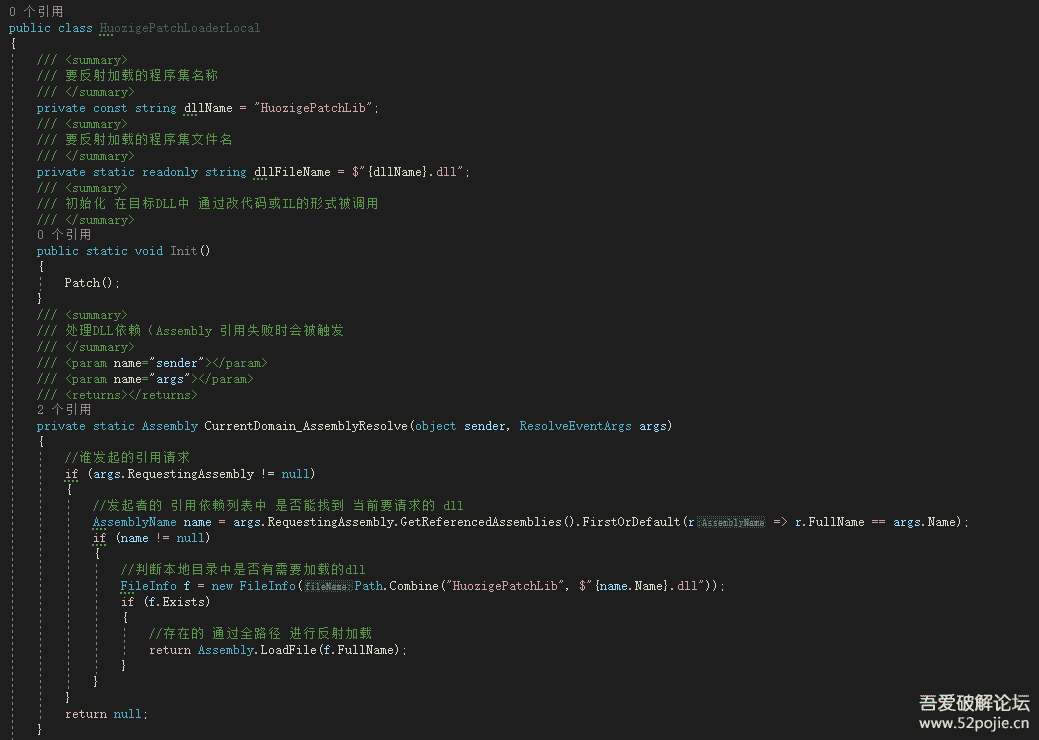 0 个引用
public class HuozigePatchLoaderLocal
{
/// <summary>
/// 要反射加载的程序集名称
/// </summary>
private const string dllName = "HuozigePatchLib";
/// <summary>
/// 要反射加载的程序集文件名
/// </summary>
private static readonly string dllFileName = $"{dllName}.dll";
/// <summary>
/// 初始化 在目标DLL中 通过改代码或IL的形式被调用
/// </summary>
0 个引用
public static void Init()
{
Patch();
}
/// <summary>
/// 处理DLL依赖（Assembly 引用失败时会被触发
/// </summary>
/// <param name="sender"></param>
/// <param name="args"></param>
/// <returns></returns>
2 个引用
private static Assembly CurrentDomain_AssemblyResolve(object sender, ResolveEventArgs args)
{
//谁发起的引用请求
if (args.RequestingAssembly != null)
{
//发起者的 引用依赖列表中 是否能找到 当前要请求的 dll
AssemblyName name = args.RequestingAssembly.GetReferencedAssemblies().FirstOrDefault(r:AssemblyName => r.FullName == args.Name);
if (name != null)
{
//判断本地目录中是否有需要加载的dll
FileInfo f = new FileInfo(fileName:Path.Combine("HuozigePatchLib", $"{name.Name}.dll"));
if (f.Exists)
{
//存在的 通过全路径 进行反射加载
return Assembly.LoadFile(f.FullName);
}
}
}
return null;
}
吾爱破解论坛
www.52pojie.cn